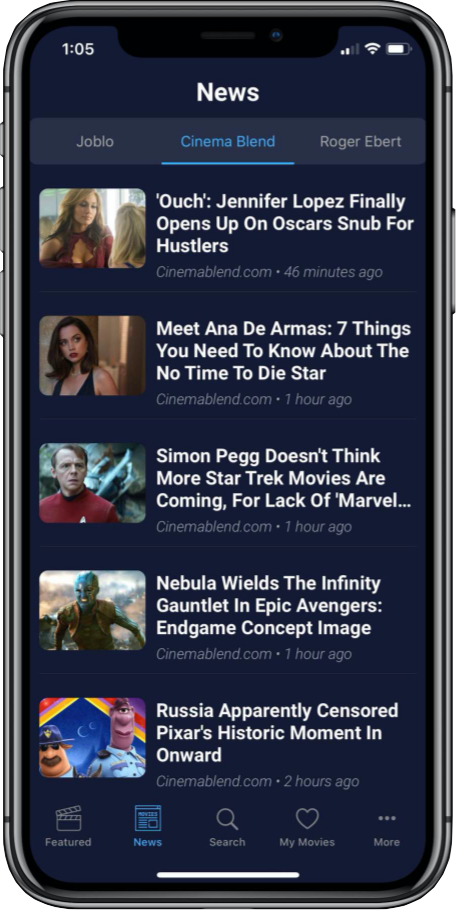 1:05
News
Joblo Cinema Blend Roger Ebert
'Ouch': Jennifer Lopez Finally
Opens Up On Oscars Snub For
Hustlers
Cinemablend.com • 46 minutes ago
Meet Ana De Armas: 7 Things
You Need To Know About The
No Time To Die Star
Cinemablend.com • 1 hour ago
Simon Pegg Doesn't Think
More Star Trek Movies Are
Coming, For Lack Of 'Marvel...
Cinemablend.com • 1 hour ago
Nebula Wields The Infinity
Gauntlet In Epic Avengers:
Endgame Concept Image
Cinemablend.com • 1 hour ago
Russia Apparently Censored
Pixar's Historic Moment In
Onward
Cinemablend.com • 2 hours ago
MOVIES
Featured News Search My Movies More